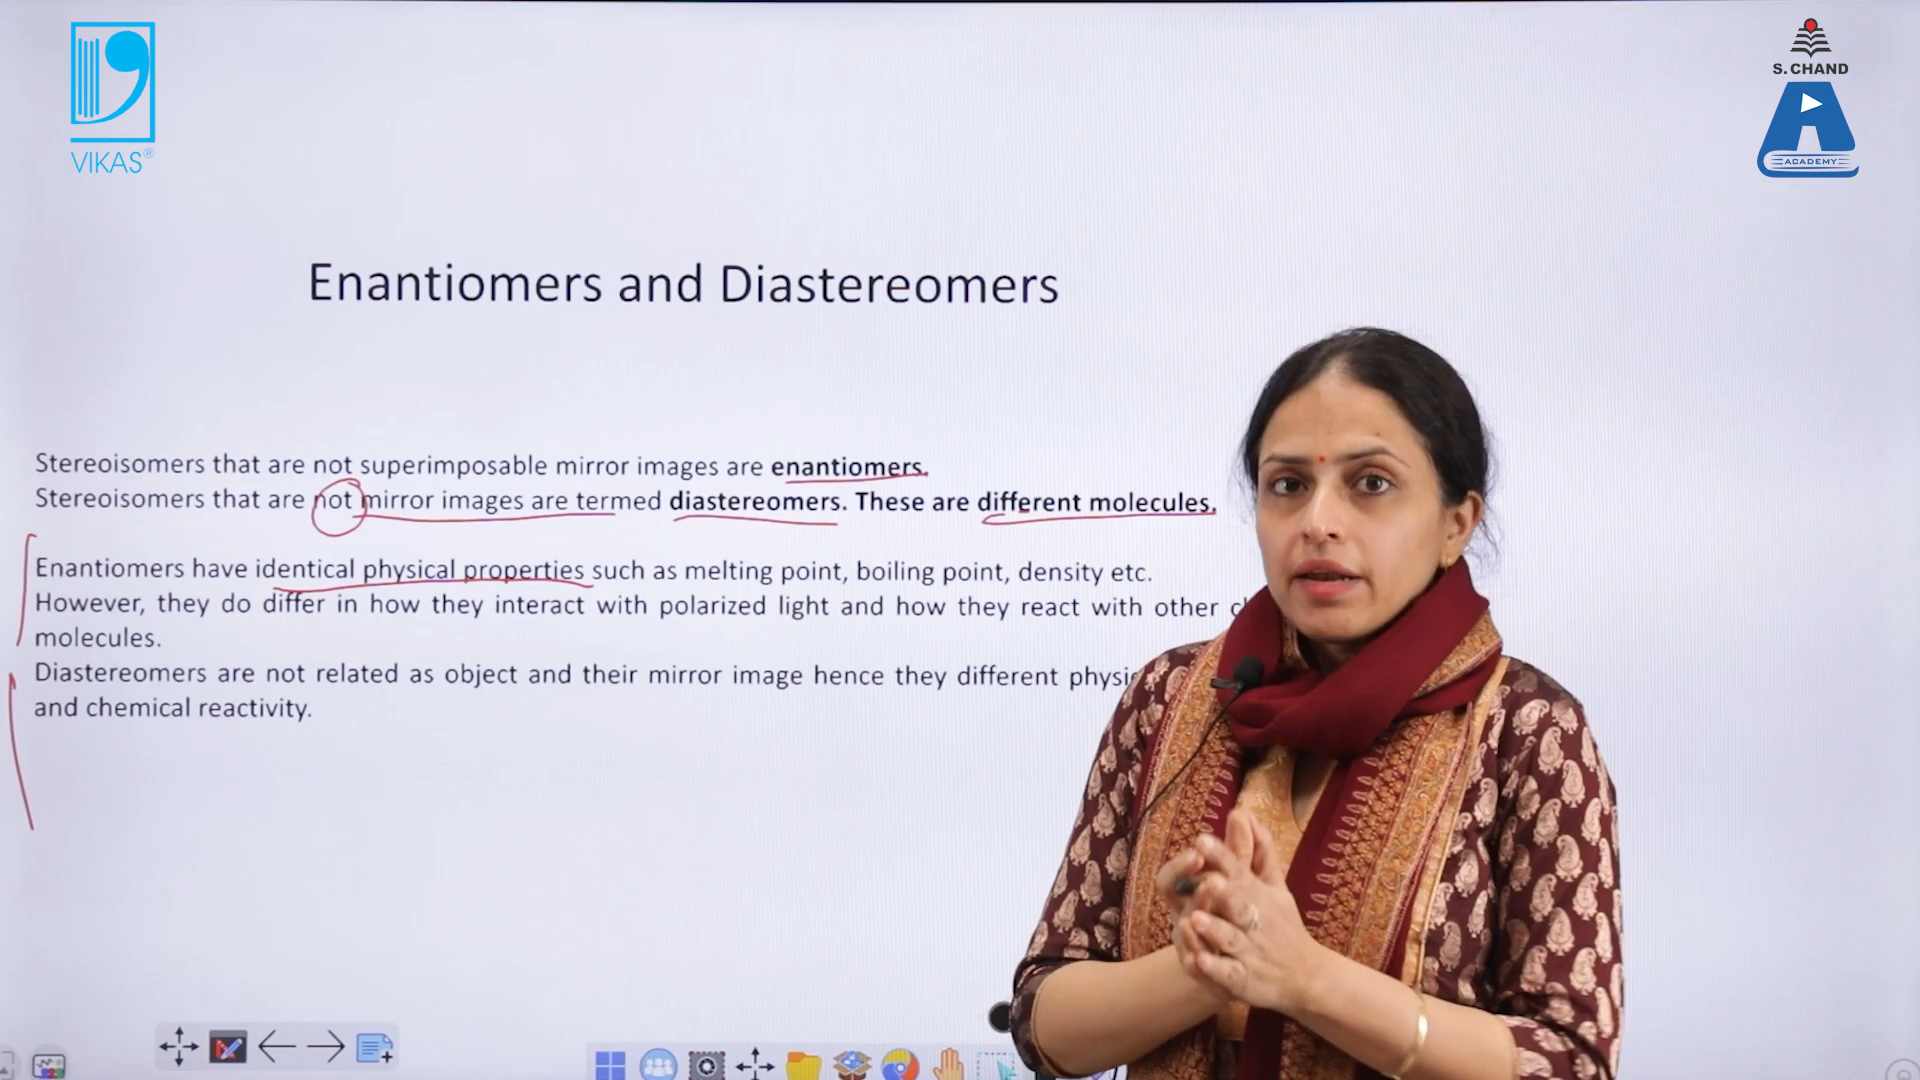 VIKAS®
S. CHAND
ACADEMY
Enantiomers and Diastereomers
Stereoisomers that are not superimposable mirror images are enantiomers.
Stereoisomers that are not mirror images are termed diastereomers. These are different molecules.
Enantiomers have identical physical properties such as melting point, boiling point, density etc.
However, they do differ in how they interact with polarized light and how they react with other
molecules.
Diastereomers are not related as object and their mirror image hence they different
and chemical reactivity.